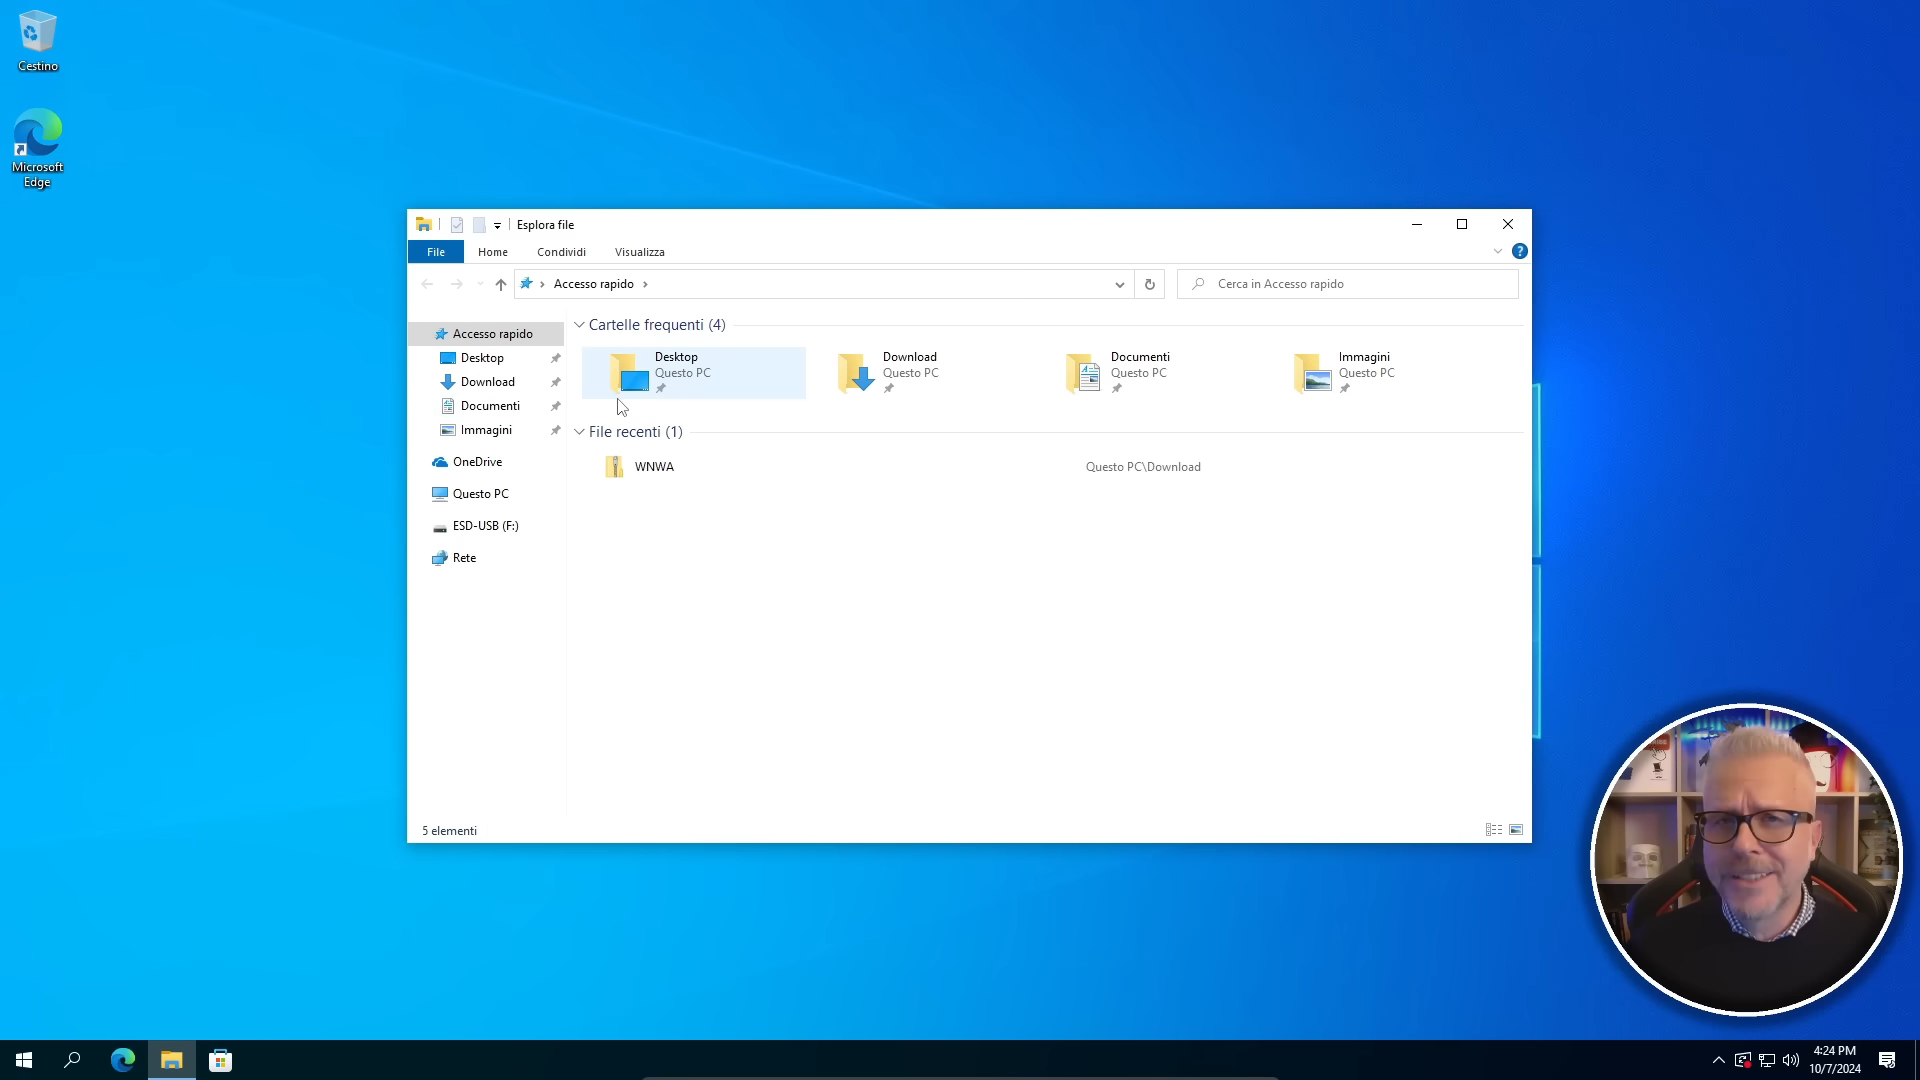 Cestino
Microsoft
Edge
Esplora file
File
Home
Condividi
Visualizza
?
Accesso rapido
Cerca in Accesso rapido
Accesso rapido
Desktop
Download
Documenti
Immagini
OneDrive
Questo PC
ESD-USB (F:)
Rete
Cartelle frequenti (4)
Desktop
Questo PC
Download
Questo PC
Documenti
Questo PC
Immagini
Questo PC
File recenti (1)
WNWA
Questo PC\Download
5 elementi
4:24 PM
10/7/2024